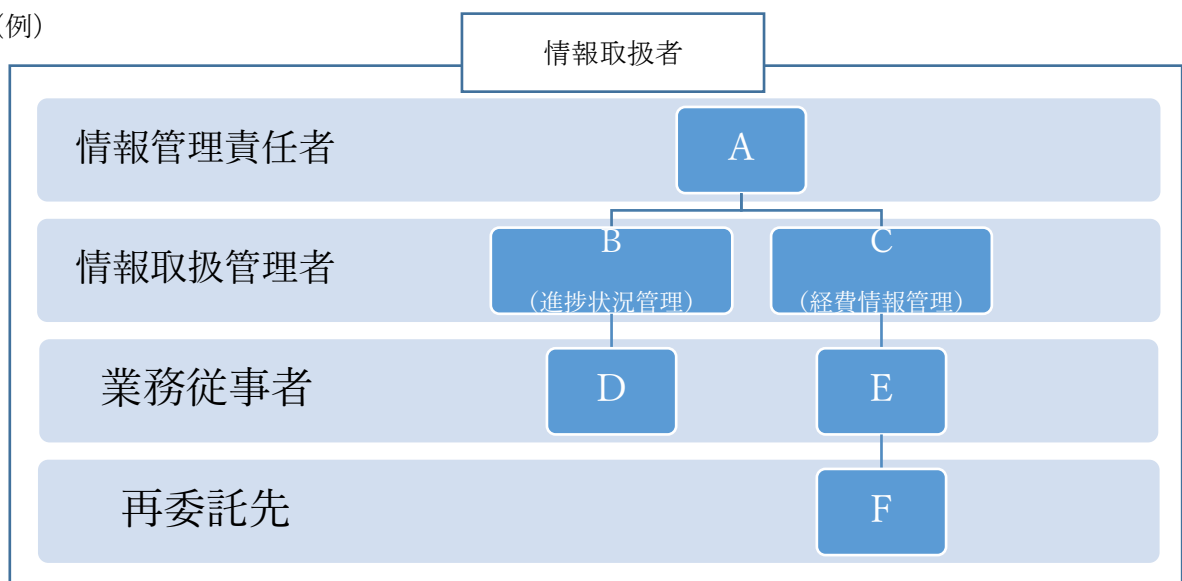 (例)
情報取扱者
情報管理責任者
A
情報取扱管理者
B
(進捗状況管理)
C
(経費情報管理)
業務従事者
D
E
再委託先
F